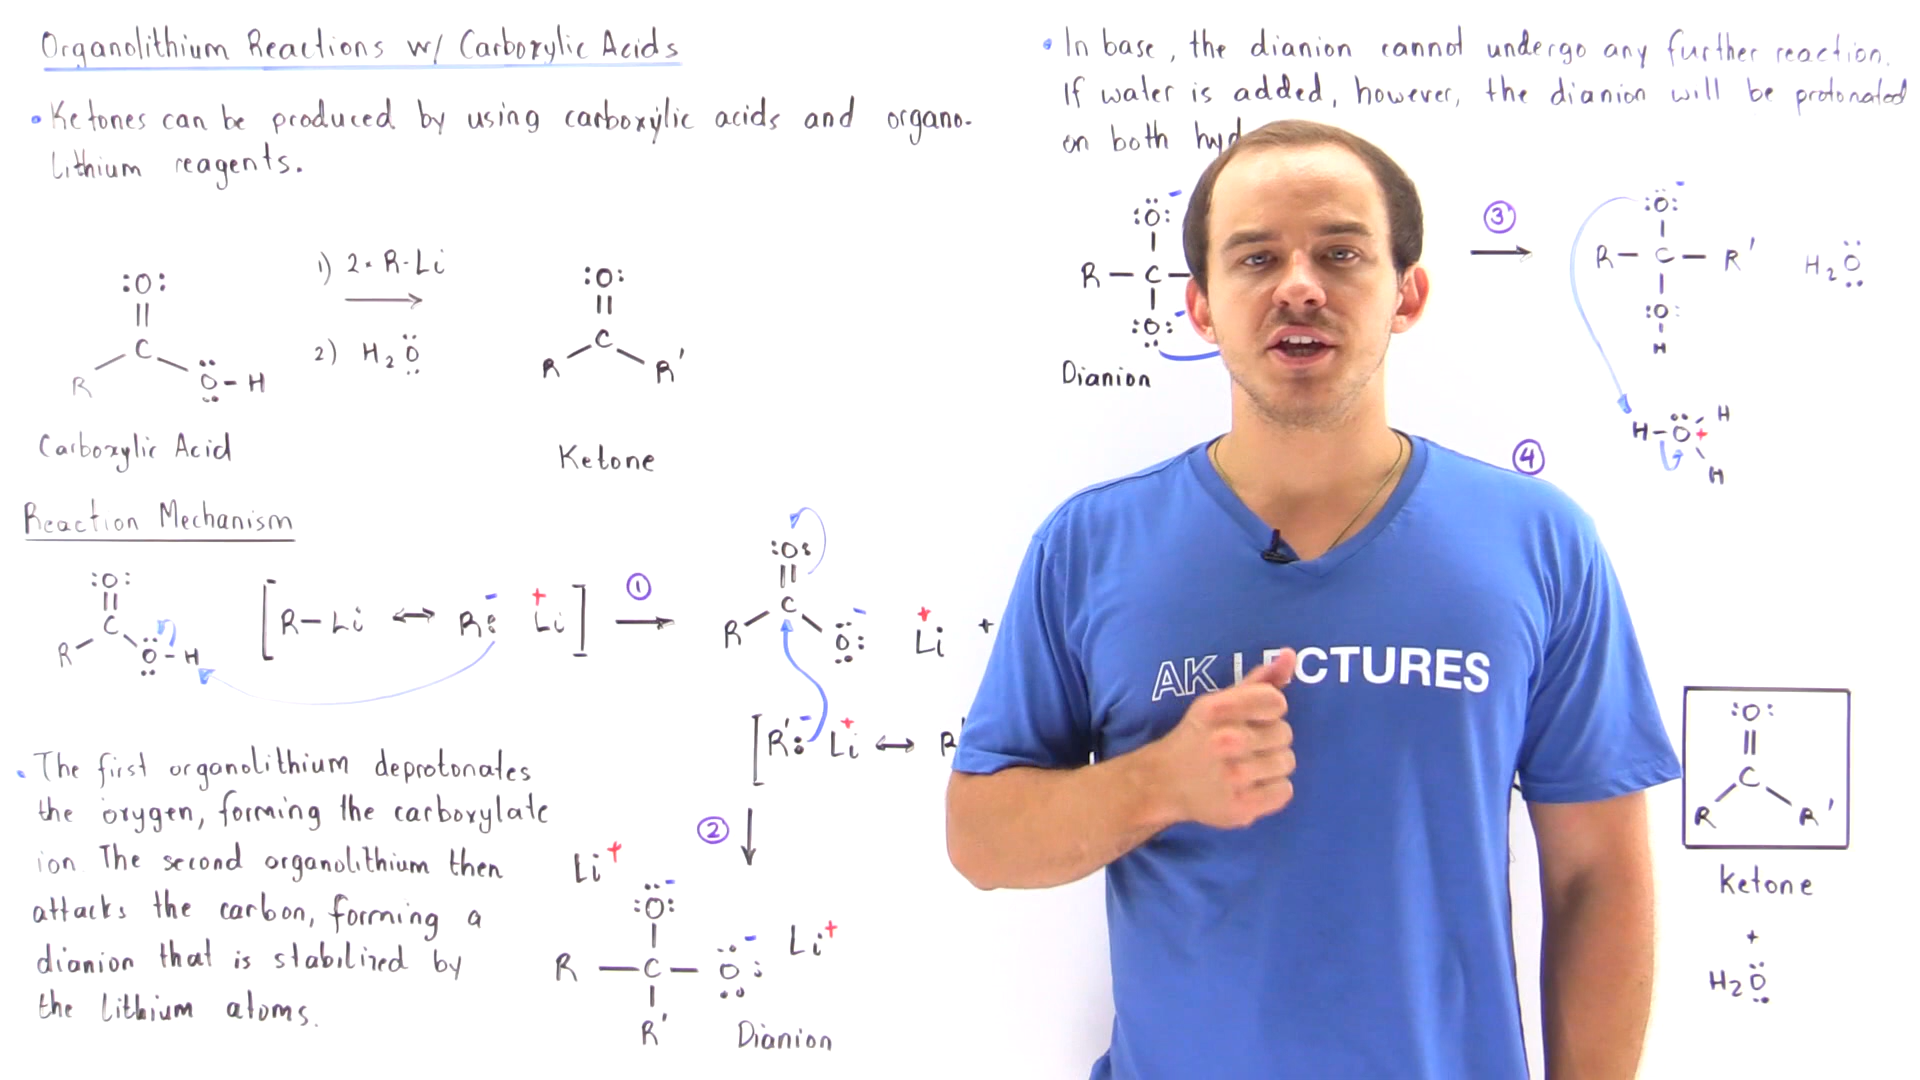 Organolithium Reactions w/ Carboxylic Acids
• Ketones can be produced by using carboxylic acids and organo-
lithium reagents.
:O:
||
C
R
O-H
1) 2· R-Li
2) H2O
:O:
||
C
R
R'
Carboxylic Acid
Ketone
Reaction Mechanism
:O:
||
C
R
O-H
[R-Li ↔ R:⁻ Li⁺]
①
:O:
||
C
R
O:⁻
Li⁺ +
[R':⁻ Li⁺ ↔ R'
②
• The first organolithium deprotonates
the oxygen, forming the carboxylate
ion. The second organolithium then
attacks the carbon, forming a
dianion that is stabilized by
the lithium atoms.
Li⁺
:O:⁻
R — C — O:⁻ Li⁺
R'
Dianion
• In base, the dianion cannot undergo any further reaction.
If water is added, however, the dianion will be protonated
on both
:O:⁻
R — C —
:O:⁻
Dianion
③
:O:⁻
R — C — R'
:O:
H
H2O
H-O⁺ H
H
④
AK LECTURES
:O:
||
C
R
R'
Ketone
+
H2O